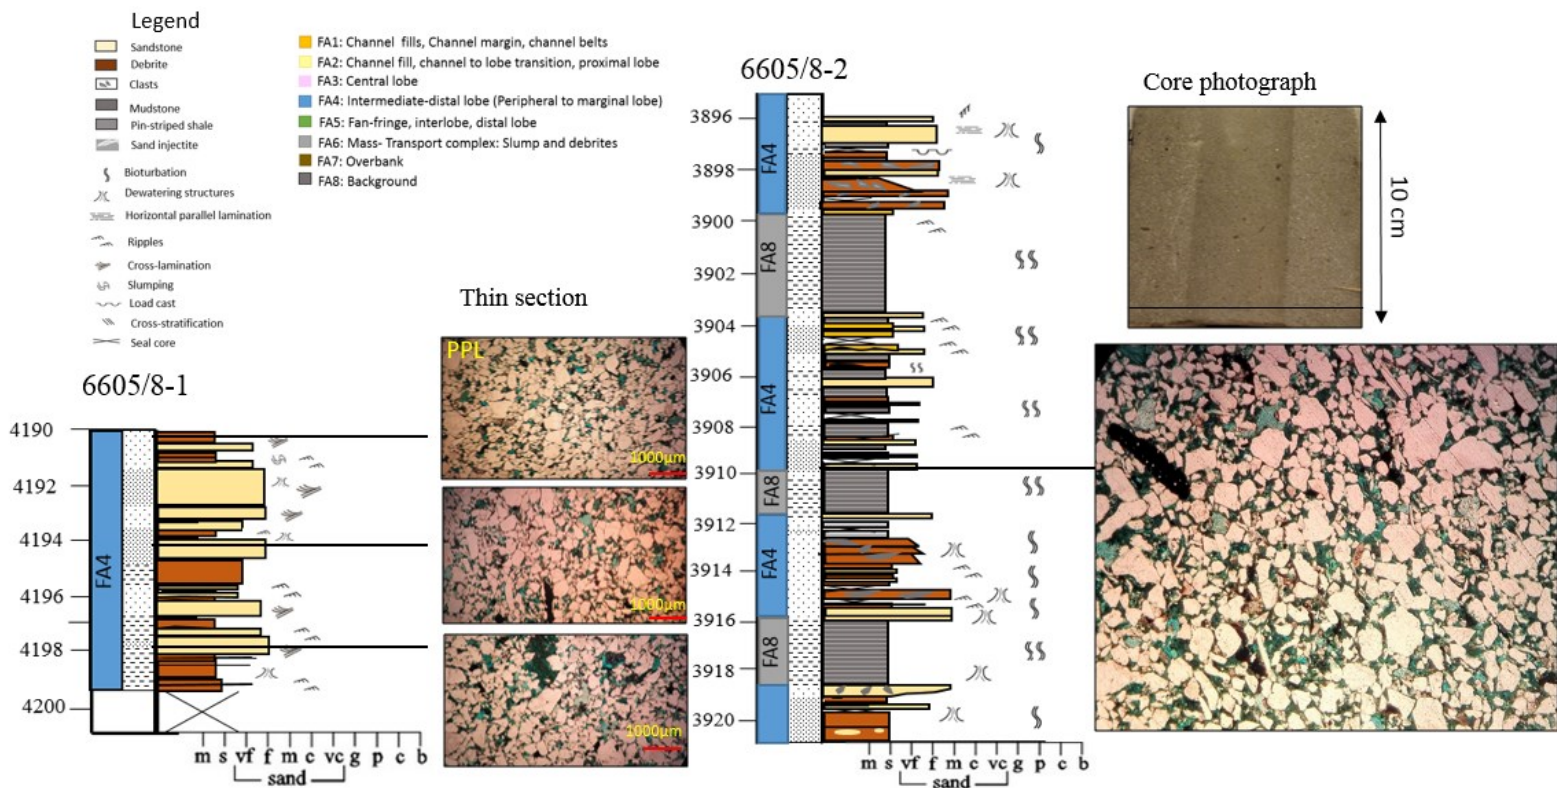 Legend
Sandstone
Debrite
Clasts
Mudstone
Pin-striped shale
Sand injectite
Bioturbation
Dewatering structures
Horizontal parallel lamination
Ripples
Cross-lamination
Slumping
Load cast
Cross-stratification
Seal core
FA1: Channel fills, Channel margin, channel belts
FA2: Channel fill, channel to lobe transition, proximal lobe
FA3: Central lobe
FA4: Intermediate-distal lobe (Peripheral to marginal lobe)
FA5: Fan-fringe, interlobe, distal lobe
FA6: Mass- Transport complex: Slump and debrites
FA7: Overbank
FA8: Background
6605/8-1
4190
4192
4194
4196
4198
4200
FA4
m s vf f m c vc g p c b
sand
Thin section
PPL
1000µm
1000µm
1000µm
6605/8-2
3896
3898
3900
3902
3904
3906
3908
3910
3912
3914
3916
3918
3920
FA4
FA8
FA4
FA8
FA4
FA8
m s vf f m c vc g p c b
sand
Core photograph
10 cm